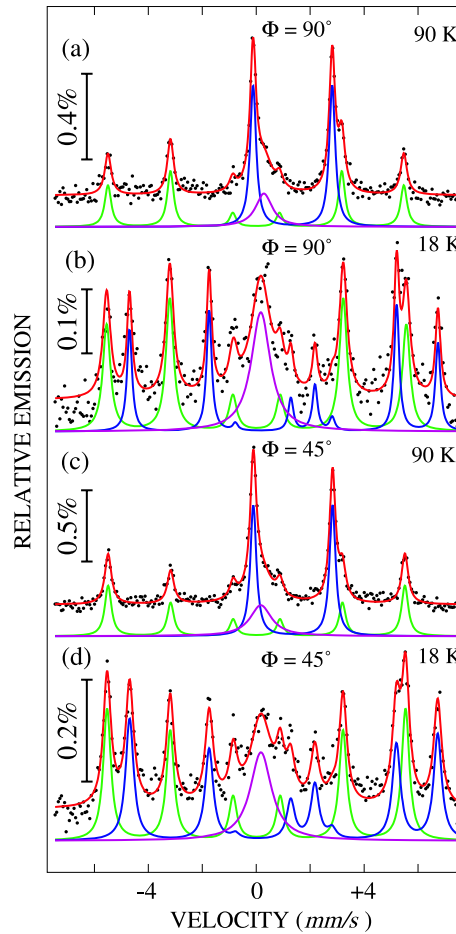 (a)
Φ = 90°
90 K
0.4%
(b)
Φ = 90°
18 K
0.1%
RELATIVE EMISSION
(c)
Φ = 45°
90 K
0.5%
(d)
Φ = 45°
18 K
0.2%
-4 0 +4
VELOCITY (mm/s)